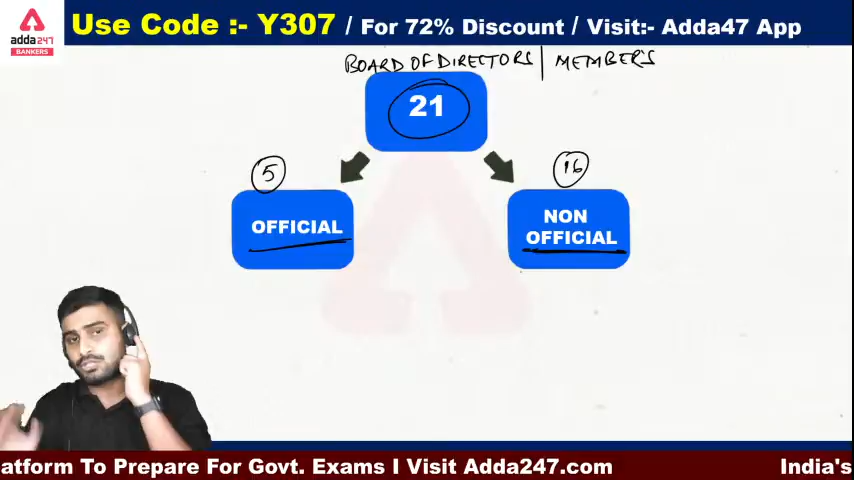 Use Code :- Y307 / For 72% Discount / Visit:- Adda47 App
adda247
BANKERS
BOARD OF DIRECTORS | MEMBERS
21
5
16
OFFICIAL
NON
OFFICIAL
atform To Prepare For Govt. Exams I Visit Adda247.com
India's